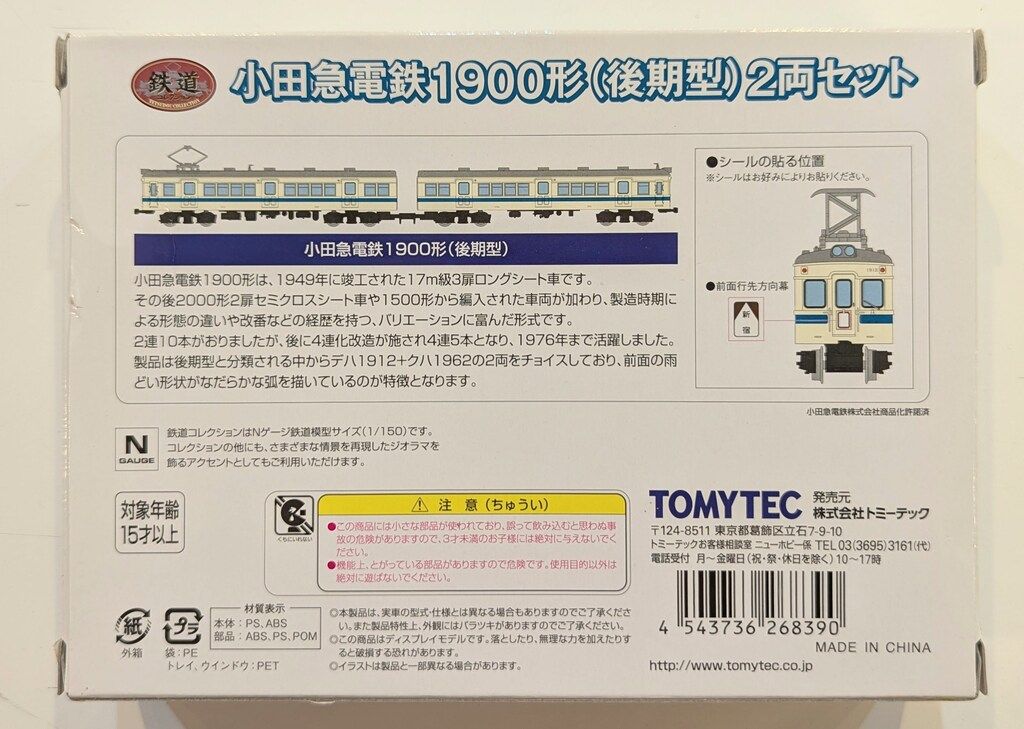 鉄道
コレクション
TETSUDOU COLLECTION
小田急電鉄1900形(後期型)2両セット
小田急電鉄1900形(後期型)
小田急電鉄1900形は、1949年に竣工された17m級3扉ロングシート車です。
その後2000形2扉セミクロスシート車や1500形から編入された車両が加わり、製造時期に
よる形態の違いや改番などの経歴を持つ、バリエーションに富んだ形式です。
2連10本がおりましたが、後に4連化改造が施され4連5本となり、1976年まで活躍しました。
製品は後期型と分類される中からデハ1912+クハ1962の2両をチョイスしており、前面の雨
どい形状がなだらかな弧を描いているのが特徴となります。
●シールの貼る位置
※シールはお好みによりお貼りください。
●前面行先方向幕
新
宿
小田急電鉄株式会社商品化許諾済
N
GAUGE
鉄道コレクションはNゲージ鉄道模型サイズ(1/150)です。
コレクションの他にも、さまざまな情景を再現したジオラマを
飾るアクセントとしてもご利用いただけます。
対象年齢
15才以上
くちにいれない
注 意 (ちゅうい)
●この商品には小さな部品が使われており、誤って飲み込むと思わぬ事
故の危険がありますので、3才未満のお子様には絶対に与えないでく
ださい。
●機能上、とがっている部品がありますので危険です。使用目的以外は
絶対に遊ばないでください。
TOMYTEC 発売元
株式会社トミーテック
〒124-8511 東京都葛飾区立石7-9-10
トミーテックお客様相談室 ニューホビー係 TEL 03(3695)3161(代)
電話受付 月~金曜日(祝・祭・休日を除く)10~17時
4 543736 268390
MADE IN CHINA
http://www.tomytec.co.jp
紙
外箱
プラ
袋:PE
トレイ、ウインドウ:PET
材質表示
本体:PS、ABS
部品:ABS、PS、POM
◎本製品は、実車の型式・仕様とは異なる場合もありますのでご了承くださ
い。また製品特性上、外観にはバラツキがありますのでご了承ください。
◎この商品はディスプレイモデルです。落としたり、無理な力を加えたりす
ると破損する恐れがあります。
◎イラストは製品と一部異なる場合があります。